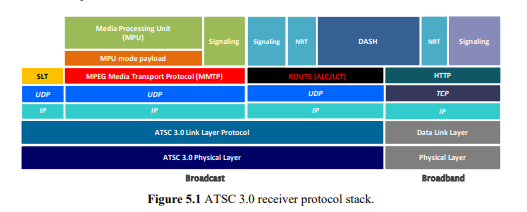 Media Processing Unit (MPU)
Signaling
Signaling
NRT
DASH
NRT
Signaling
MPU mode payload
SLT
MPEG Media Transport Protocol (MMTP)
ROUTE (ALC/LCT)
HTTP
UDP
UDP
UDP
TCP
IP
IP
IP
IP
ATSC 3.0 Link Layer Protocol
Data Link Layer
ATSC 3.0 Physical Layer
Physical Layer
Broadcast
Broadband
Figure 5.1 ATSC 3.0 receiver protocol stack.